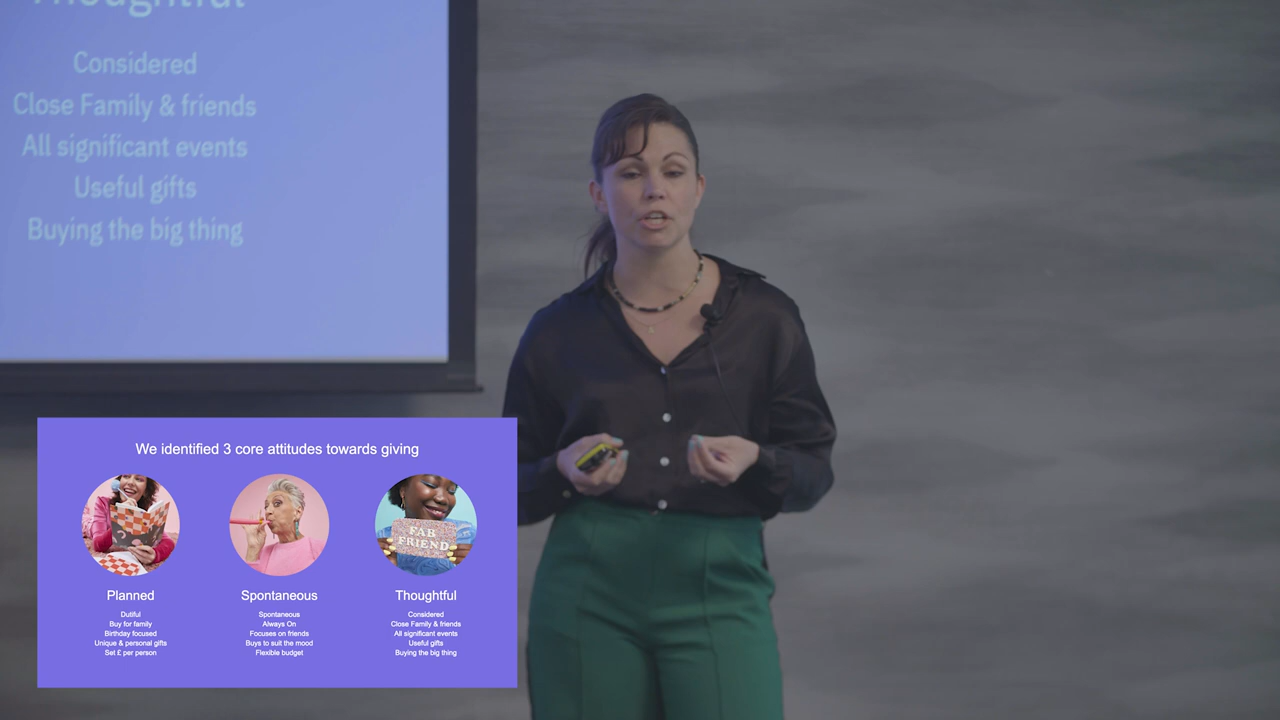 Thoughtful
Considered
Close Family & friends
All significant events
Useful gifts
Buying the big thing
We identified 3 core attitudes towards giving
FAB
FRIEND
Planned
Dutiful
Buy for family
Birthday focused
Unique & personal gifts
Set £ per person
Spontaneous
Spontaneous
Always On
Focuses on friends
Buys to suit the mood
Flexible budget
Thoughtful
Considered
Close Family & friends
All significant events
Useful gifts
Buying the big thing